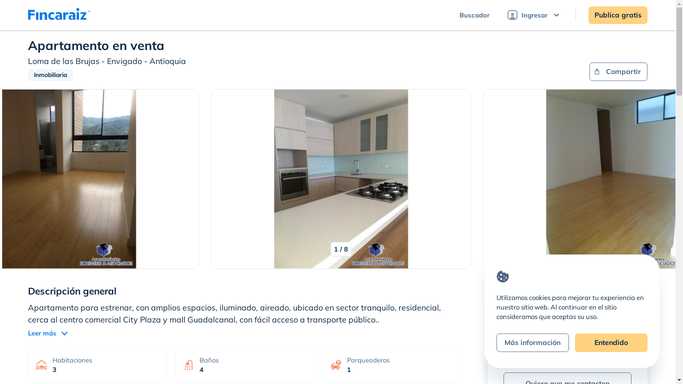 Fincaraiz
Buscador
Ingresar
Publica gratis
Apartamento en venta
Loma de las Brujas - Envigado - Antioquia
Inmobiliaria
Compartir
1 / 8
Descripción general
Apartamento para estrenar, con amplios espacios, iluminado, aireado, ubicado en sector tranquilo, residencial,
cerca al centro comercial City Plaza y mall Guadalcanal, con fácil acceso a transporte público..
Leer más
Habitaciones
3
Baños
4
Parqueaderos
1
Utilizamos cookies para mejorar tu experiencia en
nuestro sitio web. Al continuar en el sitio
consideramos que aceptas su uso.
Más información
Entendido
Quiero que me contacten